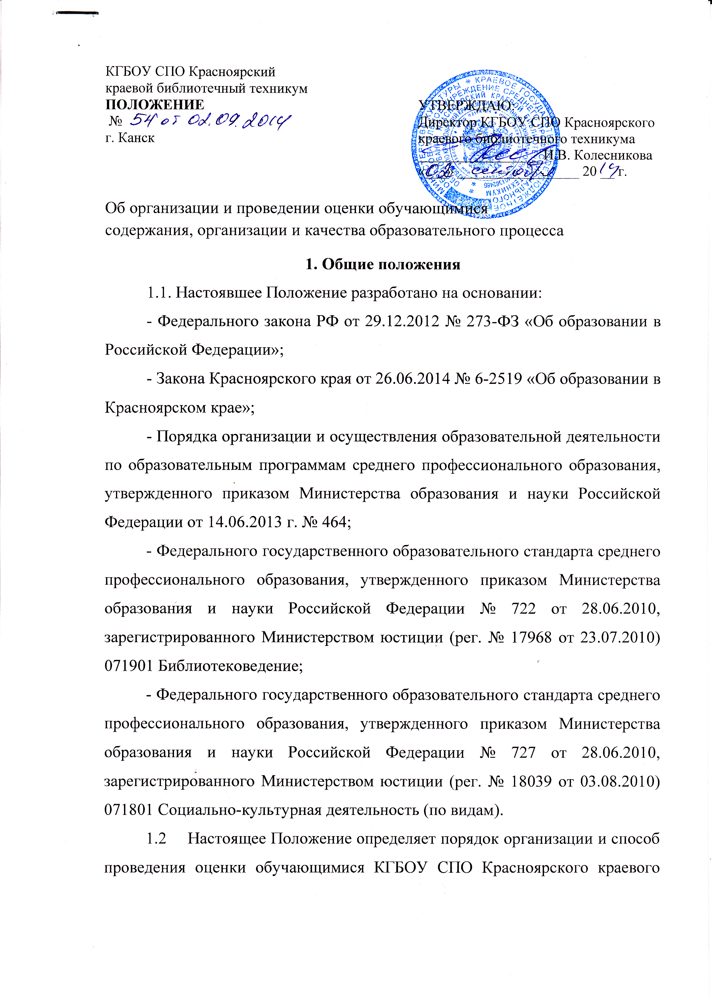 КГБОУ СПО Красноярский
краевой библиотечный техникум
ПОЛОЖЕНИЕ
№ 54 от 02.09.2014
г. Канск
УТВЕРЖДАЮ:
Директор КГБОУ СПО Красноярского
краевого библиотечного техникума
И.В. Колесникова
«02» сентября 2014 г.
Об организации и проведении оценки обучающимися
содержания, организации и качества образовательного процесса
1. Общие положения
1.1. Настоявшее Положение разработано на основании:
- Федерального закона РФ от 29.12.2012 № 273-ФЗ «Об образовании в
Российской Федерации»;
- Закона Красноярского края от 26.06.2014 № 6-2519 «Об образовании в
Красноярском крае»;
- Порядка организации и осуществления образовательной деятельности
по образовательным программам среднего профессионального образования,
утвержденного приказом Министерства образования и науки Российской
Федерации от 14.06.2013 г. № 464;
- Федерального государственного образовательного стандарта среднего
профессионального образования, утвержденного приказом Министерства
образования и науки Российской Федерации № 722 от 28.06.2010,
зарегистрированного Министерством юстиции (рег. № 17968 от 23.07.2010)
071901 Библиотековедение;
- Федерального государственного образовательного стандарта среднего
профессионального образования, утвержденного приказом Министерства
образования и науки Российской Федерации № 727 от 28.06.2010,
зарегистрированного Министерством юстиции (рег. № 18039 от 03.08.2010)
071801 Социально-культурная деятельность (по видам).
1.2 Настоящее Положение определяет порядок организации и способ
проведения оценки обучающимися КГБОУ СПО Красноярского краевого